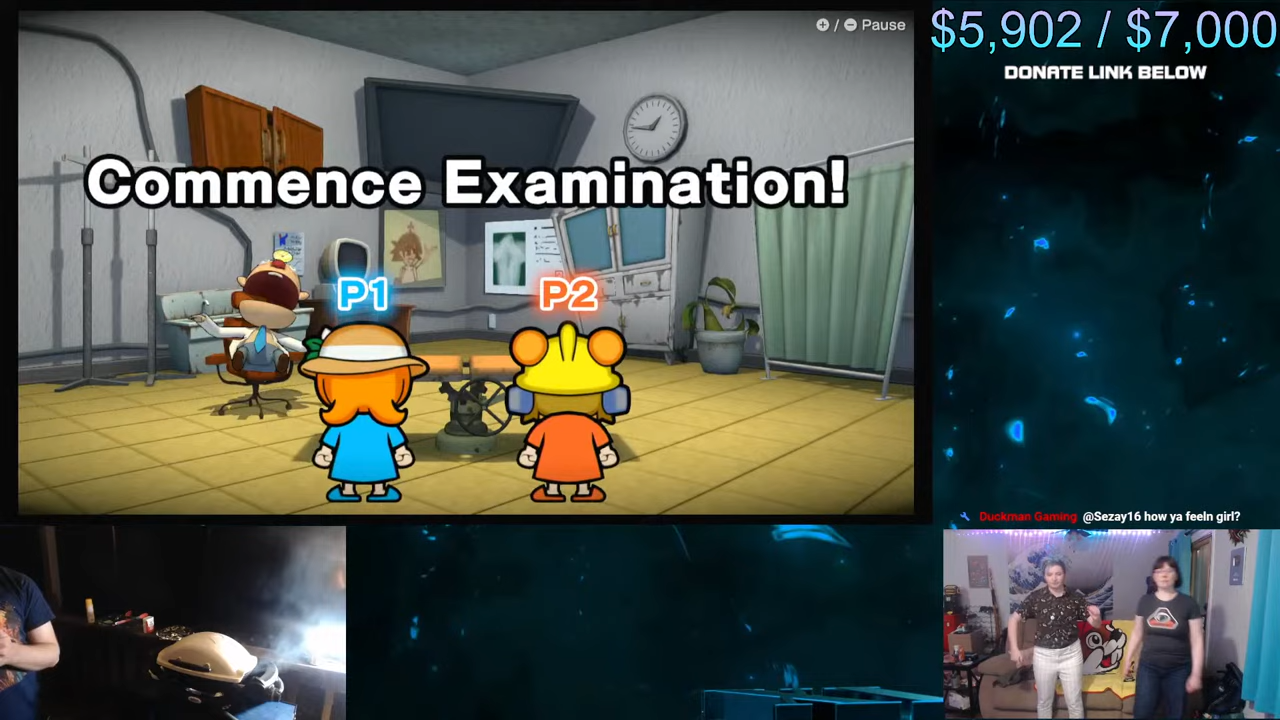 + / - Pause
$5,902 / $7,000
DONATE LINK BELOW
Commence Examination!
P1
P2
Duckman Gaming @Sezay16 how ya feeln girl?